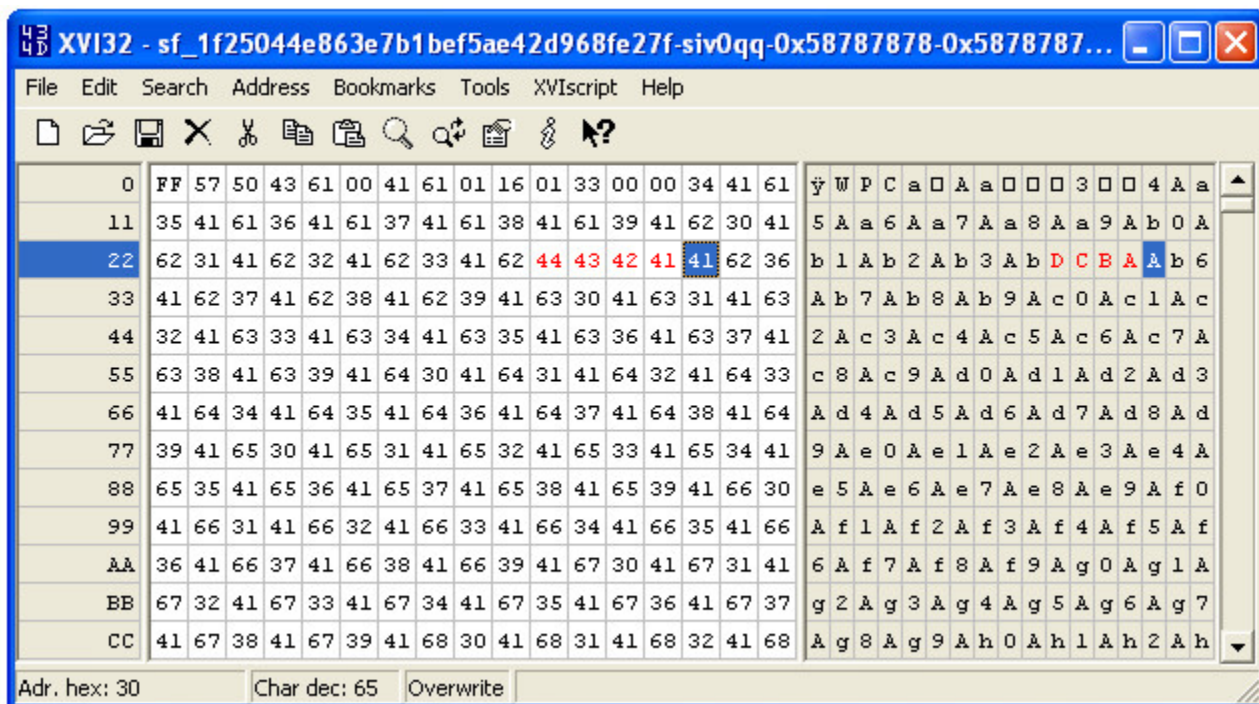 XVI32 - sf_1f25044e863e7b1bef5ae42d968fe27f-siv0qq-0x58787878-0x5878787...
File Edit Search Address Bookmarks Tools XVIscript Help
0 FF 57 50 43 61 00 41 61 01 16 01 33 00 00 34 41 61 ÿ W P C a □ A a □ □ □ 3 □ □ 4 A a
11 35 41 61 36 41 61 37 41 61 38 41 61 39 41 62 30 41 5 A a 6 A a 7 A a 8 A a 9 A b 0 A
22 62 31 41 62 32 41 62 33 41 62 44 43 42 41 41 62 36 b 1 A b 2 A b 3 A b D C B A A b 6
33 41 62 37 41 62 38 41 62 39 41 63 30 41 63 31 41 63 A b 7 A b 8 A b 9 A c 0 A c 1 A c
44 32 41 63 33 41 63 34 41 63 35 41 63 36 41 63 37 41 2 A c 3 A c 4 A c 5 A c 6 A c 7 A
55 63 38 41 63 39 41 64 30 41 64 31 41 64 32 41 64 33 c 8 A c 9 A d 0 A d 1 A d 2 A d 3
66 41 64 34 41 64 35 41 64 36 41 64 37 41 64 38 41 64 A d 4 A d 5 A d 6 A d 7 A d 8 A d
77 39 41 65 30 41 65 31 41 65 32 41 65 33 41 65 34 41 9 A e 0 A e 1 A e 2 A e 3 A e 4 A
88 65 35 41 65 36 41 65 37 41 65 38 41 65 39 41 66 30 e 5 A e 6 A e 7 A e 8 A e 9 A f 0
99 41 66 31 41 66 32 41 66 33 41 66 34 41 66 35 41 66 A f 1 A f 2 A f 3 A f 4 A f 5 A f
AA 36 41 66 37 41 66 38 41 66 39 41 67 30 41 67 31 41 6 A f 7 A f 8 A f 9 A g 0 A g 1 A
BB 67 32 41 67 33 41 67 34 41 67 35 41 67 36 41 67 37 g 2 A g 3 A g 4 A g 5 A g 6 A g 7
CC 41 67 38 41 67 39 41 68 30 41 68 31 41 68 32 41 68 A g 8 A g 9 A h 0 A h 1 A h 2 A h
Adr. hex: 30 Char dec: 65 Overwrite